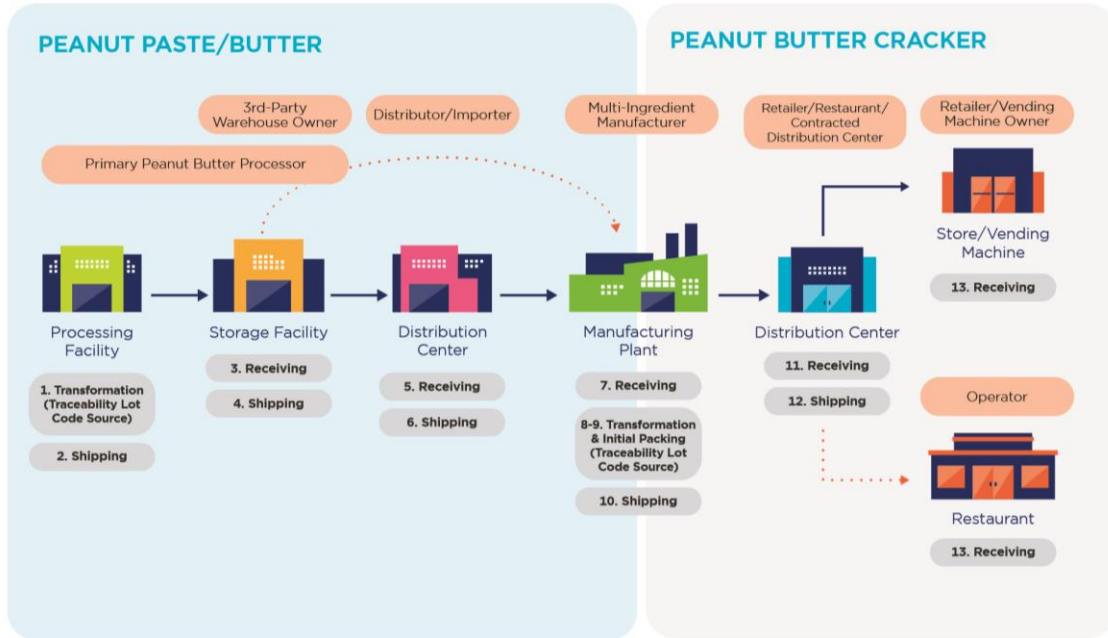 PEANUT PASTE/BUTTER
PEANUT BUTTER CRACKER
3rd-Party
Warehouse Owner
Distributor/Importer
Multi-Ingredient
Manufacturer
Retailer/Restaurant/
Contracted
Distribution Center
Retailer/Vending
Machine Owner
Primary Peanut Butter Processor
Processing
Facility
1. Transformation
(Traceability Lot
Code Source)
2. Shipping
Storage Facility
3. Receiving
4. Shipping
Distribution
Center
5. Receiving
6. Shipping
Manufacturing
Plant
7. Receiving
8-9. Transformation
& Initial Packing
(Traceability Lot
Code Source)
10. Shipping
Distribution Center
11. Receiving
12. Shipping
Store/Vending
Machine
13. Receiving
Operator
Restaurant
13. Receiving